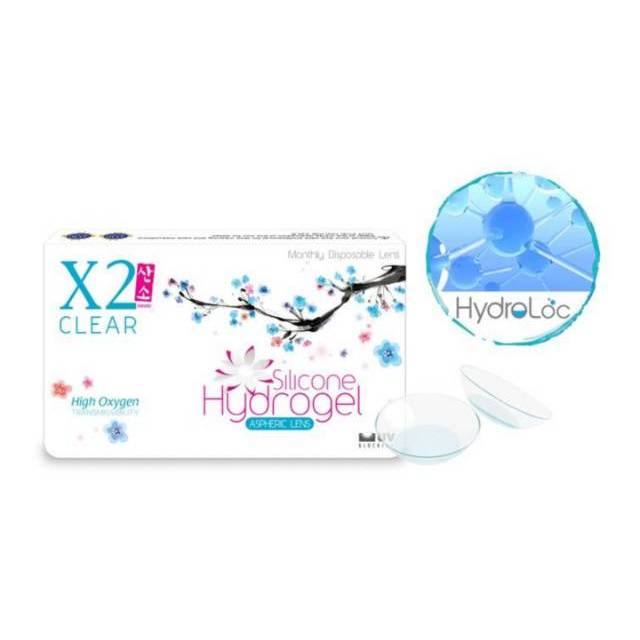 X2
산소
CLEAR
Monthly Disposable Lens
High Oxygen
TRANSMISSIBILITY
Silicone
Hydrogel
ASPHERIC LENS
UV
HydroLoc